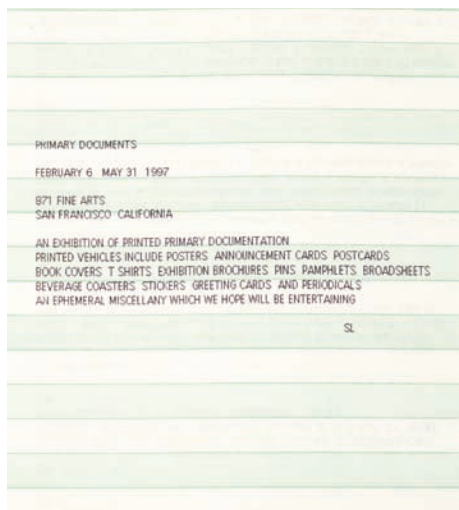 PRIMARY DOCUMENTS
FEBRUARY 6 MAY 31 1997
871 FINE ARTS
SAN FRANCISCO CALIFORNIA
AN EXHIBITION OF PRINTED PRIMARY DOCUMENTATION
PRINTED VEHICLES INCLUDE POSTERS ANNOUNCEMENT CARDS POSTCARDS
BOOK COVERS T SHIRTS EXHIBITION BROCHURES PINS PAMPHLETS BROADSHEETS
BEVERAGE COASTERS STICKERS GREETING CARDS AND PERIODICALS
AN EPHEMERAL MISCELLANY WHICH WE HOPE WILL BE ENTERTAINING
SL